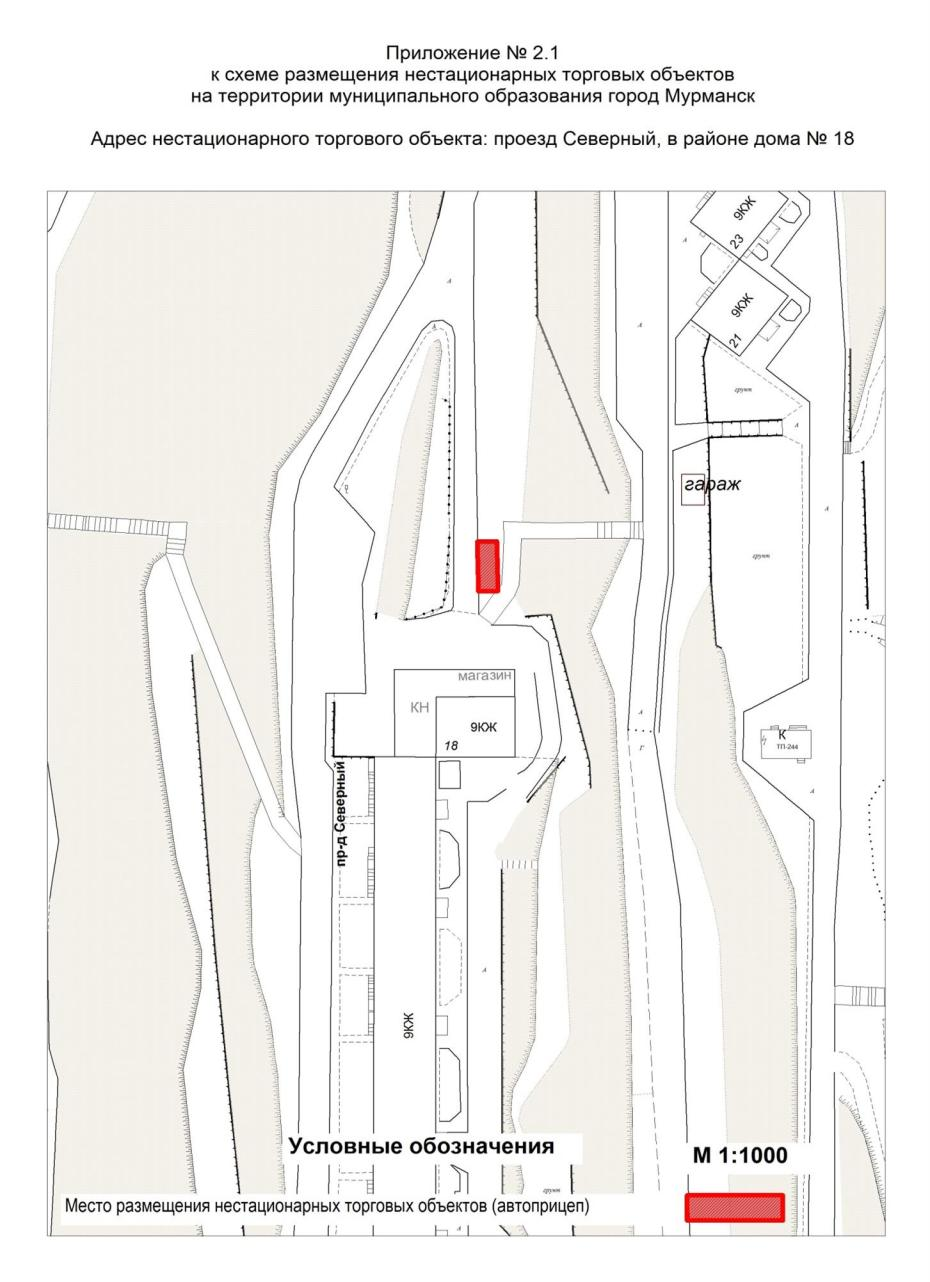 Приложение № 2.1
к схеме размещения нестационарных торговых объектов
на территории муниципального образования город Мурманск
Адрес нестационарного торгового объекта: проезд Северный, в районе дома № 18
9КЖ
23
А
А
9КЖ
21
А
А
грунт
А
гараж
А
грунт
магазин
КН
9КЖ
18
А
Г
К
ТП-244
пр-д Северный
А
А
9КЖ
Условные обозначения
М 1:1000
грунт
Место размещения нестационарных торговых объектов (автоприцеп)
А